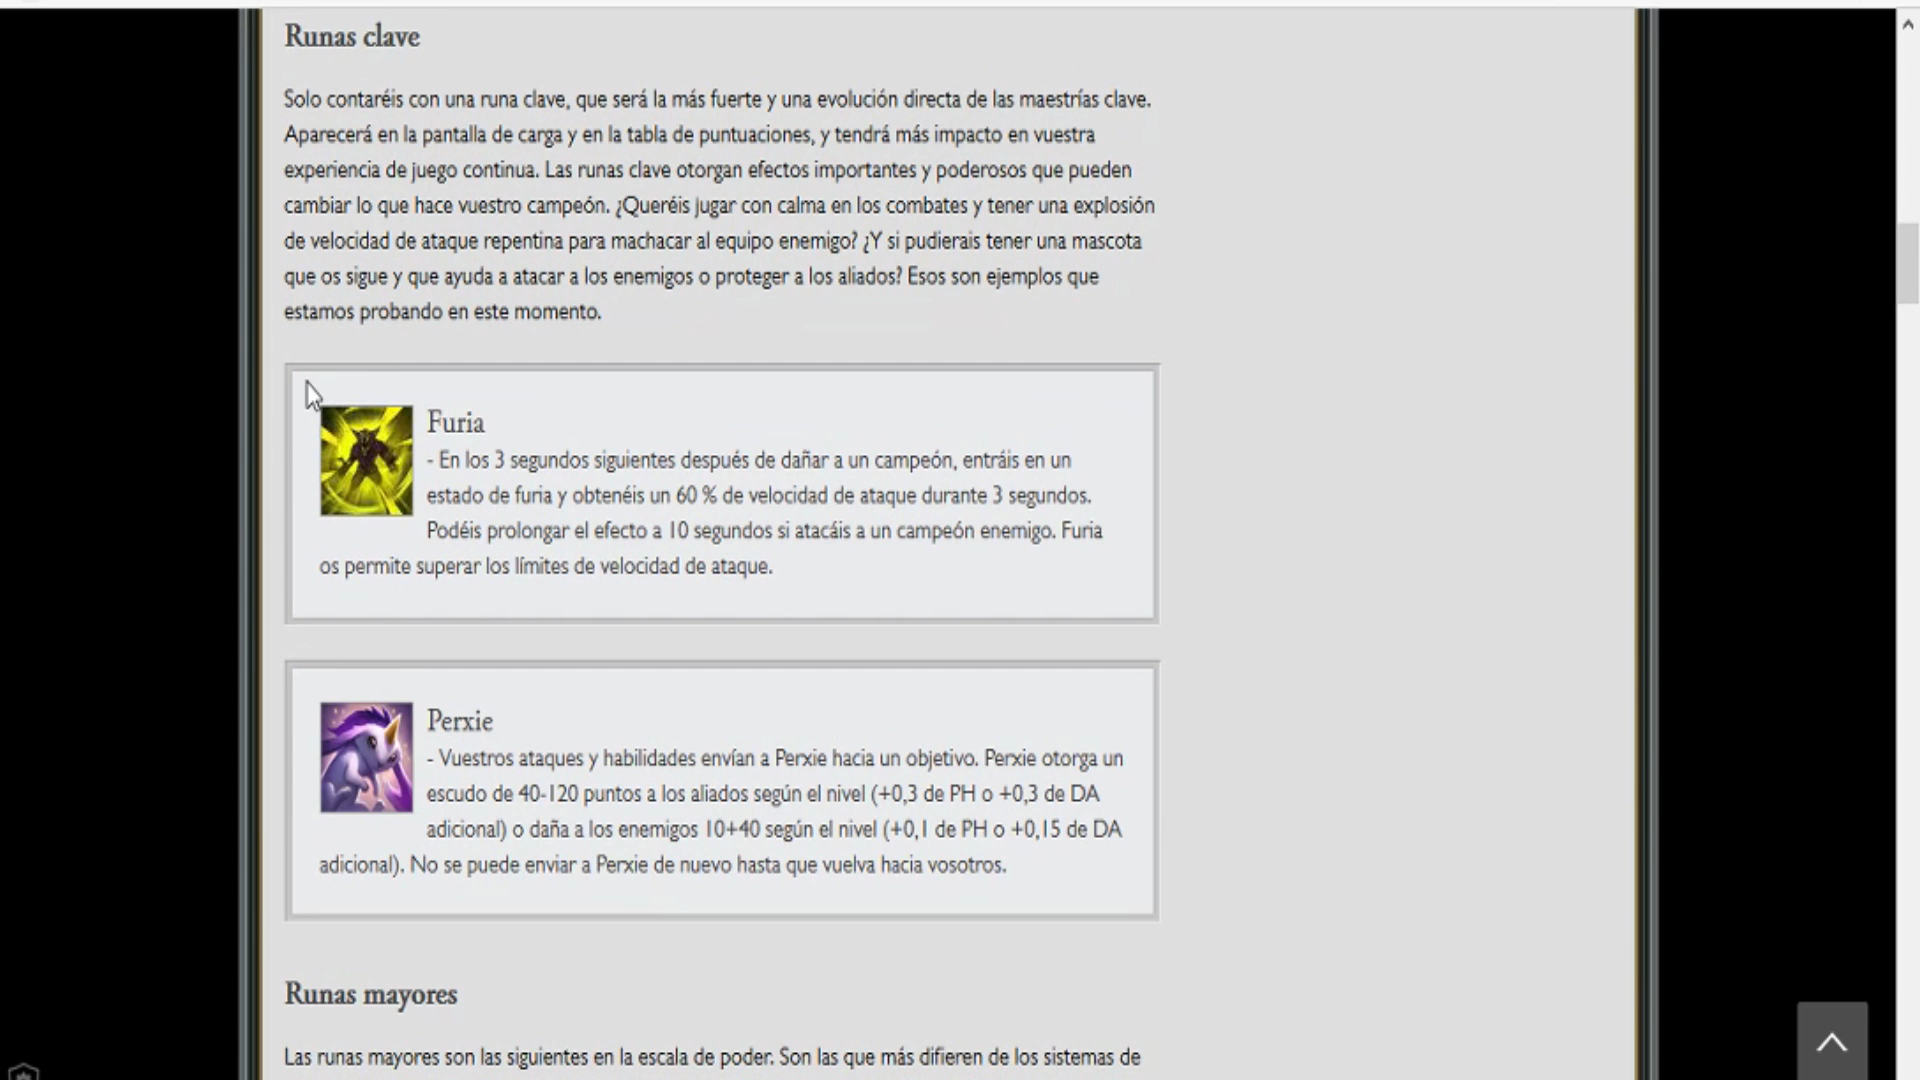 Runas clave
Solo contaréis con una runa clave, que será la más fuerte y una evolución directa de las maestrías clave.
Aparecerá en la pantalla de carga y en la tabla de puntuaciones, y tendrá más impacto en vuestra
experiencia de juego continua. Las runas clave otorgan efectos importantes y poderosos que pueden
cambiar lo que hace vuestro campeón. ¿Queréis jugar con calma en los combates y tener una explosión
de velocidad de ataque repentina para machacar al equipo enemigo? ¿Y si pudierais tener una mascota
que os sigue y que ayuda a atacar a los enemigos o proteger a los aliados? Esos son ejemplos que
estamos probando en este momento.
Furia
- En los 3 segundos siguientes después de dañar a un campeón, entráis en un
estado de furia y obtenéis un 60 % de velocidad de ataque durante 3 segundos.
Podéis prolongar el efecto a 10 segundos si atacáis a un campeón enemigo. Furia
os permite superar los límites de velocidad de ataque.
Perxie
- Vuestros ataques y habilidades envían a Perxie hacia un objetivo. Perxie otorga un
escudo de 40-120 puntos a los aliados según el nivel (+0,3 de PH o +0,3 de DA
adicional) o daña a los enemigos 10+40 según el nivel (+0,1 de PH o +0,15 de DA
adicional). No se puede enviar a Perxie de nuevo hasta que vuelva hacia vosotros.
Runas mayores
Las runas mayores son las siguientes en la escala de poder. Son las que más difieren de los sistemas de